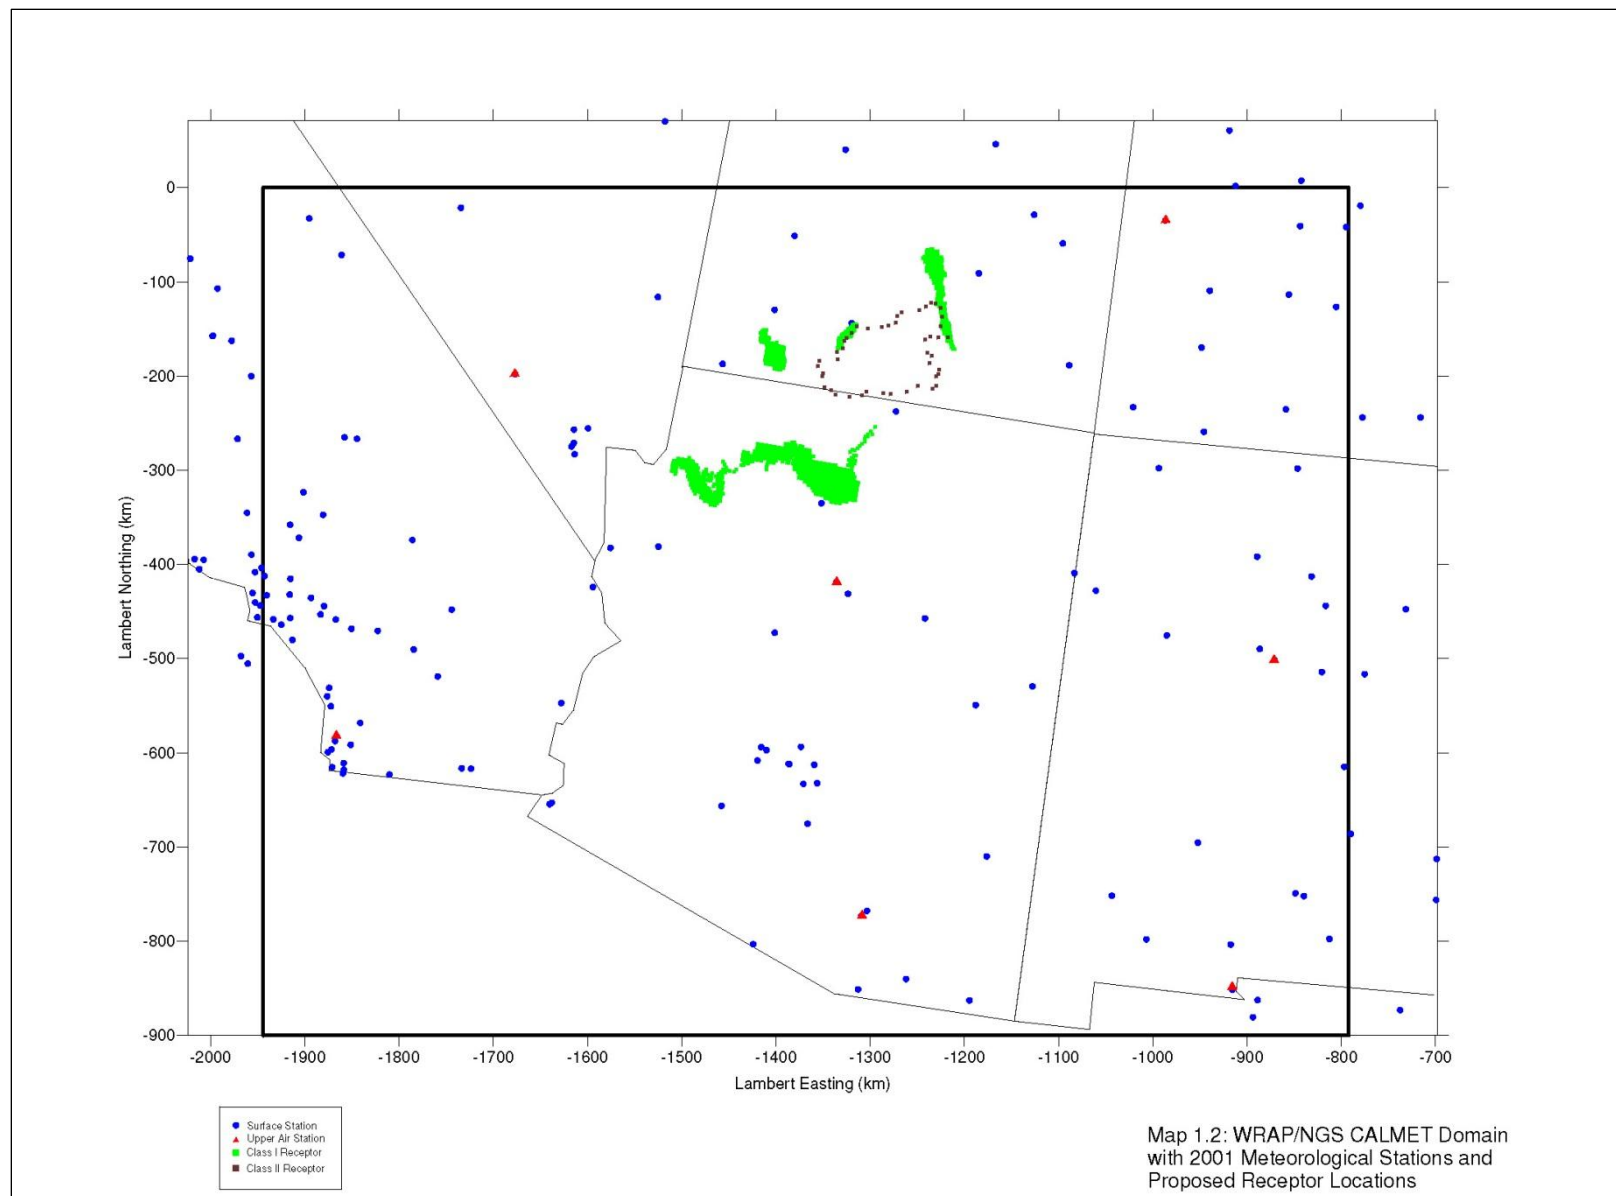 0
-100
-200
-300
-400
-500
-600
-700
-800
-900
Lambert Northing (km)
-2000 -1900 -1800 -1700 -1600 -1500 -1400 -1300 -1200 -1100 -1000 -900 -800 -700
Lambert Easting (km)
Surface Station
Upper Air Station
Class I Receptor
Class II Receptor
Map 1.2: WRAP/NGS CALMET Domain
with 2001 Meteorological Stations and
Proposed Receptor Locations